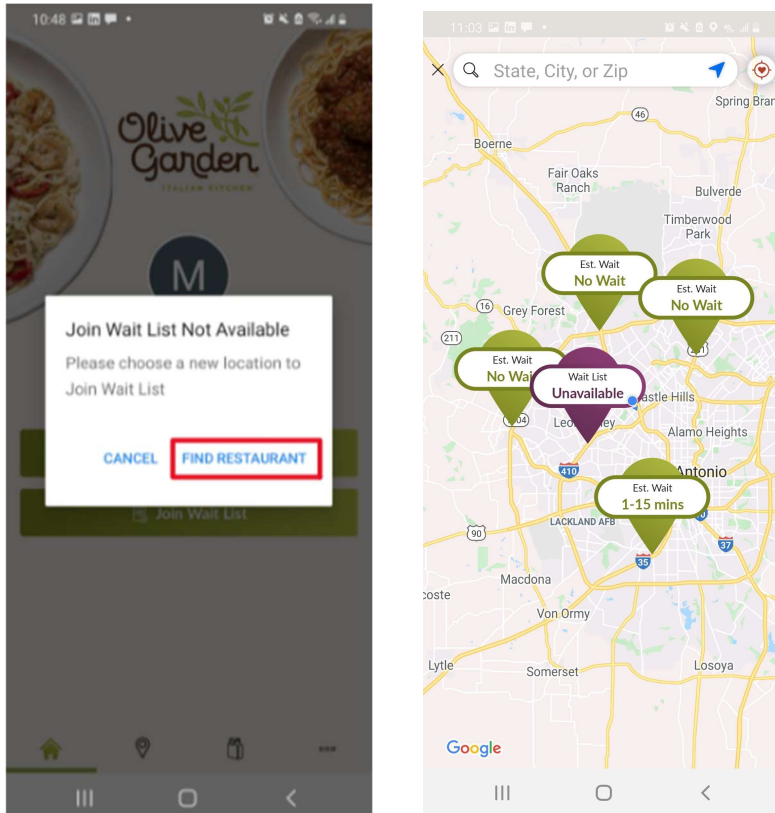 10:48
Olive
Garden
ITALIAN KITCHEN
M
Join Wait List Not Available
Please choose a new location to
Join Wait List
CANCEL FIND RESTAURANT
Join Wait List
11:03
State, City, or Zip
Spring Bran
46
Boerne
Fair Oaks
Ranch
Bulverde
Timberwood
Park
Est. Wait
No Wait
Est. Wait
No Wait
16
Grey Forest
211
Est. Wait
No Wai
Wait List
Unavailable
astle Hills
Leo
ey
Alamo Heights
410
Antonio
Est. Wait
1-15 mins
LACKLAND AFB
90
37
35
Macdona
coste
Von Ormy
Lytle
Somerset
Losoya
Google